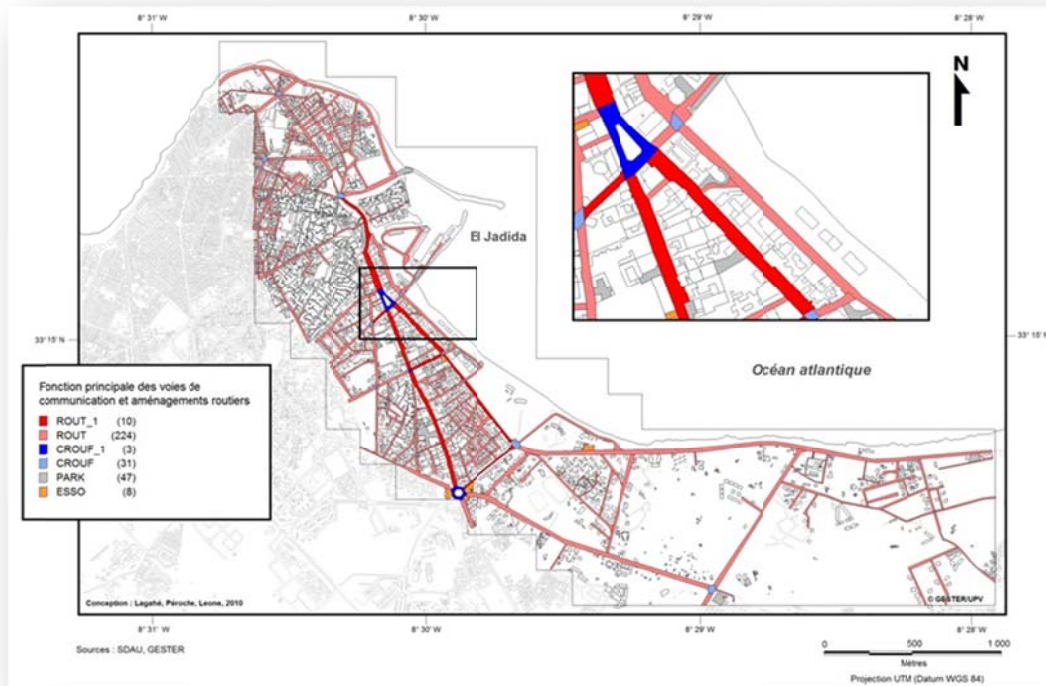 8° 31' W
8° 30' W
8° 29' W
8° 28' W
N
El Jadida
33° 15' N
33° 15' N
Océan atlantique
Fonction principale des voies de
communication et aménagements routiers
ROUT_1 (10)
ROUT (224)
CROUF_1 (3)
CROUF (31)
PARK (47)
ESSO (8)
Conception : Lagahé, Péroche, Leone, 2010
© GESTER/UPV
8° 31' W
8° 30' W
8° 29' W
8° 28' W
Sources : SDAU, GESTER
0 500 1 000
Mètres
Projection UTM (Datum WGS 84)